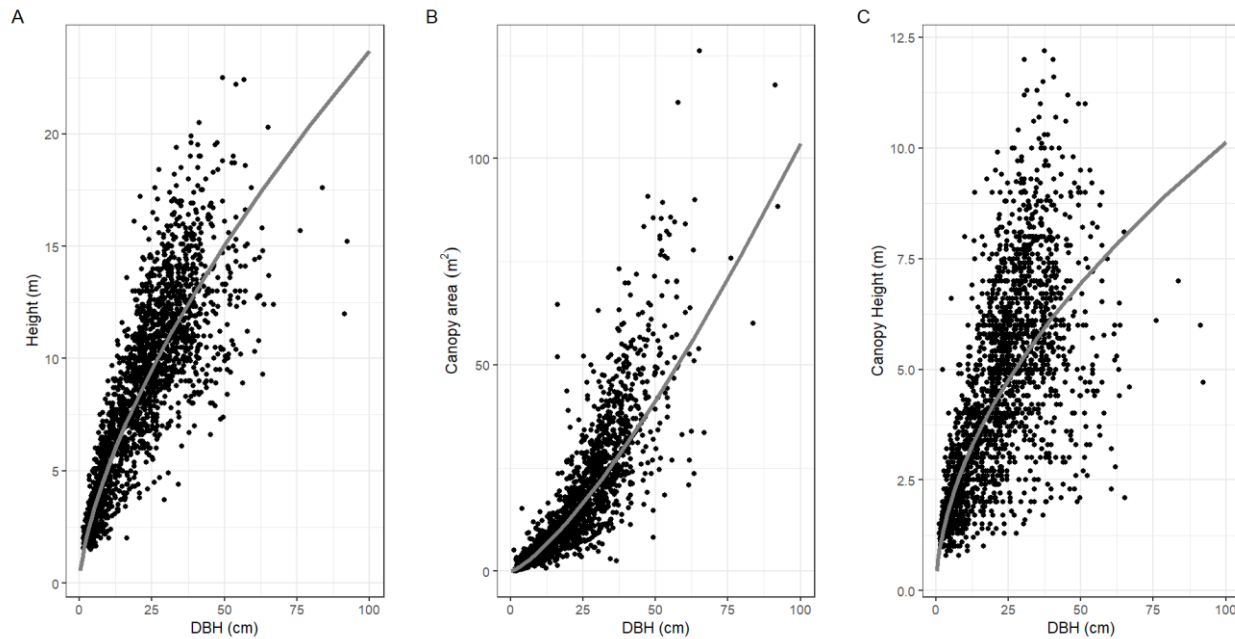 A
Height (m)
20
15
10
5
0
0 25 50 75 100
DBH (cm)
B
Canopy area (m²)
100
50
25
0
0 25 50 75 100
DBH (cm)
C
Canopy Height (m)
12.5
10.0
7.5
5.0
2.5
0.0
0 25 50 75 100
DBH (cm)